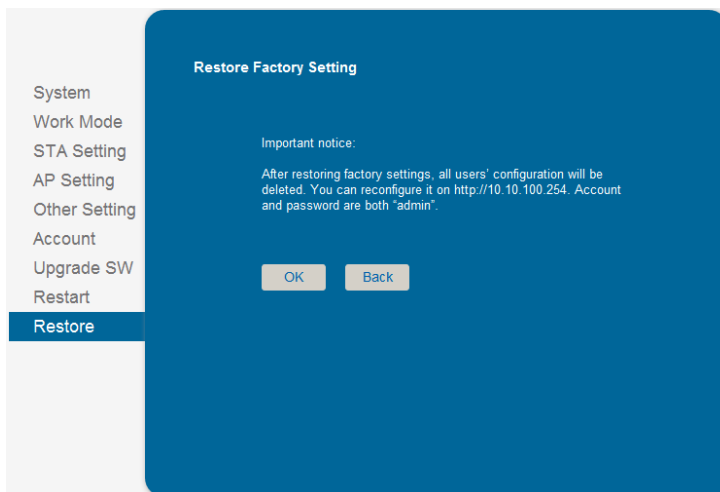 Restore Factory Setting
System
Work Mode
STA Setting
AP Setting
Other Setting
Account
Upgrade SW
Restart
Restore
Important notice:
After restoring factory settings, all users' configuration will be
deleted. You can reconfigure it on http://10.10.100.254. Account
and password are both “admin”.
OK
Back